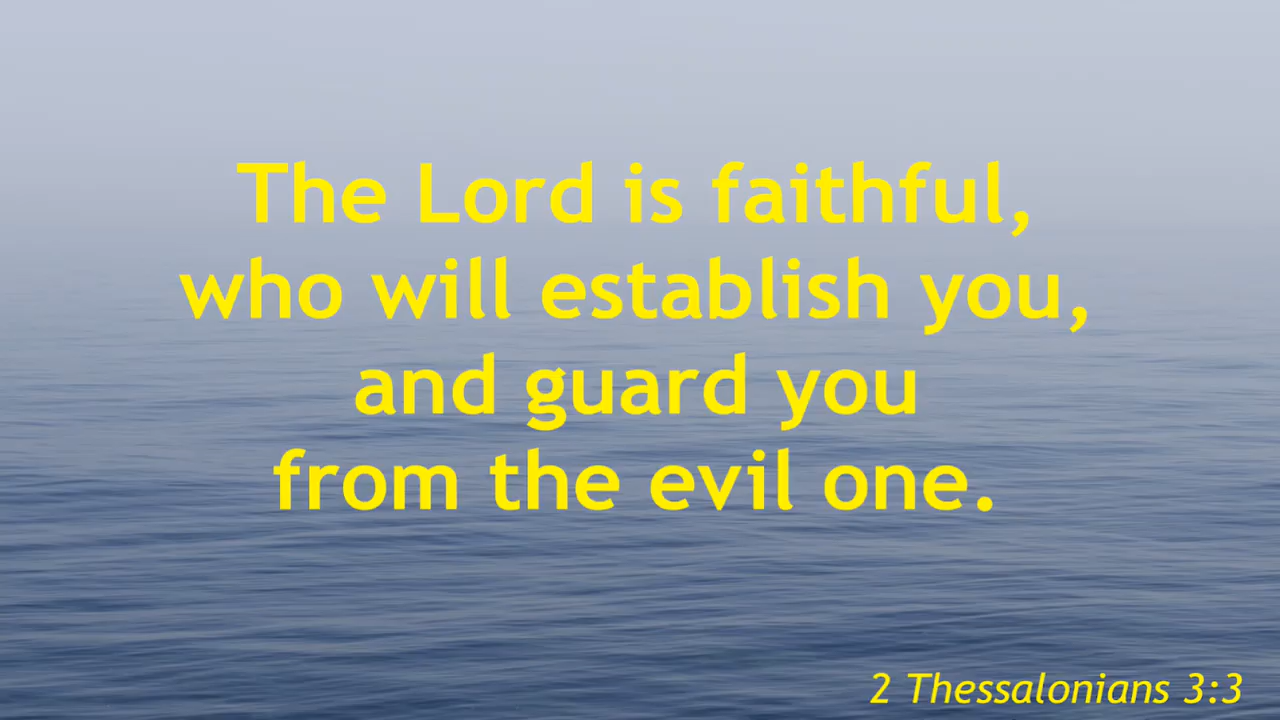 The Lord is faithful,
who will establish you,
and guard you
from the evil one.
2 Thessalonians 3:3